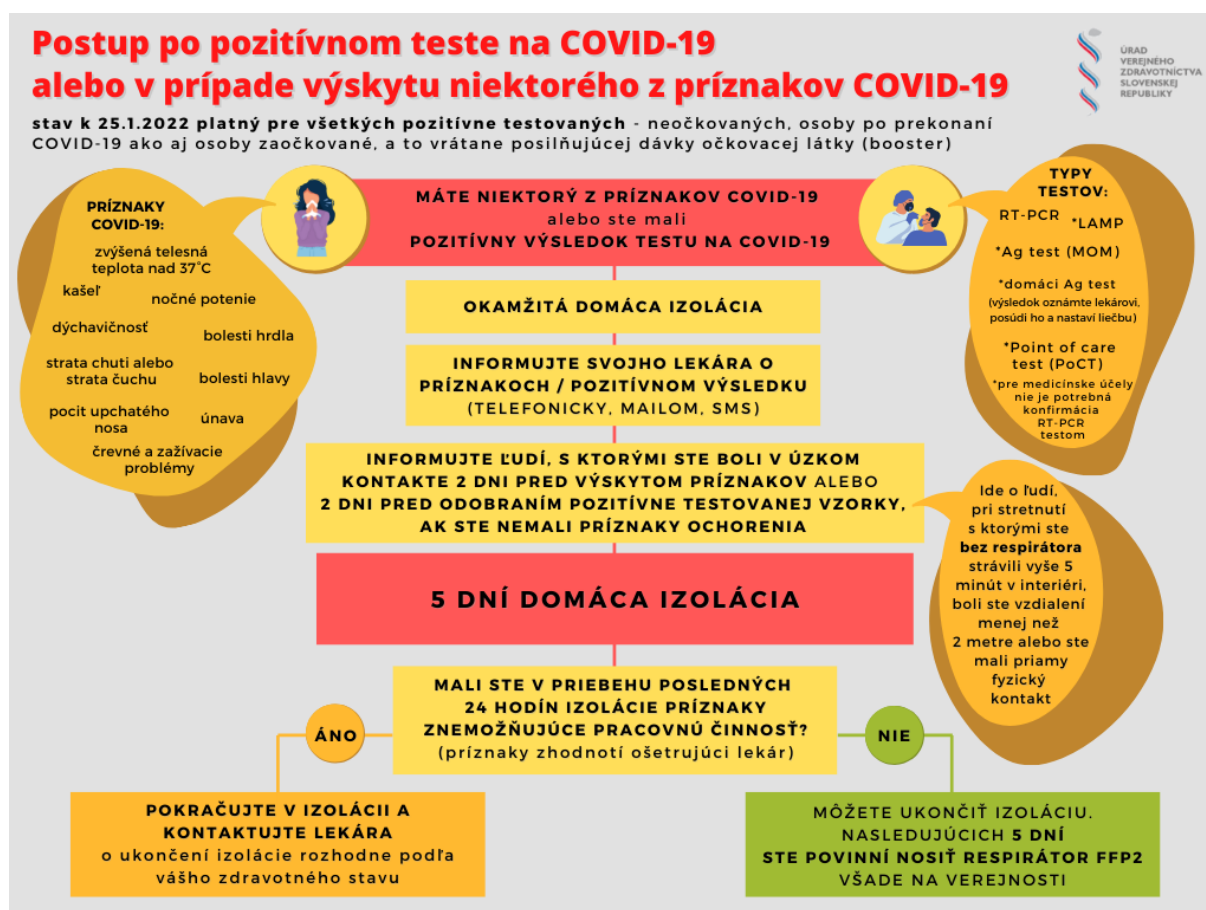 Postup po pozitívnom teste na COVID-19
alebo v prípade výskytu niektorého z príznakov COVID-19
ÚRAD
VEREJNÉHO
ZDRAVOTNÍCTVA
SLOVENSKEJ
REPUBLIKY
stav k 25.1.2022 platný pre všetkých pozitívne testovaných - neočkovaných, osoby po prekonaní
COVID-19 ako aj osoby zaočkované, a to vrátane posilňujúcej dávky očkovacej látky (booster)
PRÍZNAKY
COVID-19:
zvýšená telesná
teplota nad 37°C
kašeľ
nočné potenie
dýchavičnosť
bolesti hrdla
strata chuti alebo
strata čuchu
bolesti hlavy
pocit upchatého
nosa
únava
črevné a zažívacie
problémy
MÁTE NIEKTORÝ Z PRÍZNAKOV COVID-19
alebo ste mali
POZITÍVNY VÝSLEDOK TESTU NA COVID-19
TYPY
TESTOV:
RT-PCR
*LAMP
*Ag test (MOM)
*domáci Ag test
(výsledok oznámte lekárovi,
posúdi ho a nastaví liečbu)
*Point of care
test (PoCT)
*pre medicínske účely
nie je potrebná
konfirmácia
RT-PCR
testom
OKAMŽITÁ DOMÁCA IZOLÁCIA
INFORMUJTE SVOJHO LEKÁRA O
PRÍZNAKOCH / POZITÍVNOM VÝSLEDKU
(TELEFONICKY, MAILOM, SMS)
INFORMUJTE ĽUDÍ, S KTORÝMI STE BOLI V ÚZKOM
KONTAKTE 2 DNI PRED VÝSKYTOM PRÍZNAKOV ALEBO
2 DNI PRED ODOBRANÍM POZITÍVNE TESTOVANEJ VZORKY,
AK STE NEMALI PRÍZNAKY OCHORENIA
Ide o ľudí,
pri stretnutí
s ktorými ste
bez respirátora
strávili vyše 5
minút v interiéri,
boli ste vzdialení
menej než
2 metre alebo ste
mali priamy
fyzický
kontakt
5 DNÍ DOMÁCA IZOLÁCIA
MALI STE V PRIEBEHU POSLEDNÝCH
24 HODÍN IZOLÁCIE PRÍZNAKY
ZNEMOŽŇUJÚCE PRACOVNÚ ČINNOSŤ?
(príznaky zhodnotí ošetrujúci lekár)
ÁNO
NIE
POKRAČUJTE V IZOLÁCII A
KONTAKTUJTE LEKÁRA
o ukončení izolácie rozhodne podľa
vášho zdravotného stavu
MÔŽETE UKONČIŤ IZOLÁCIU.
NASLEDUJÚCICH 5 DNÍ
STE POVINNÍ NOSIŤ RESPIRÁTOR FFP2
VŠADE NA VEREJNOSTI